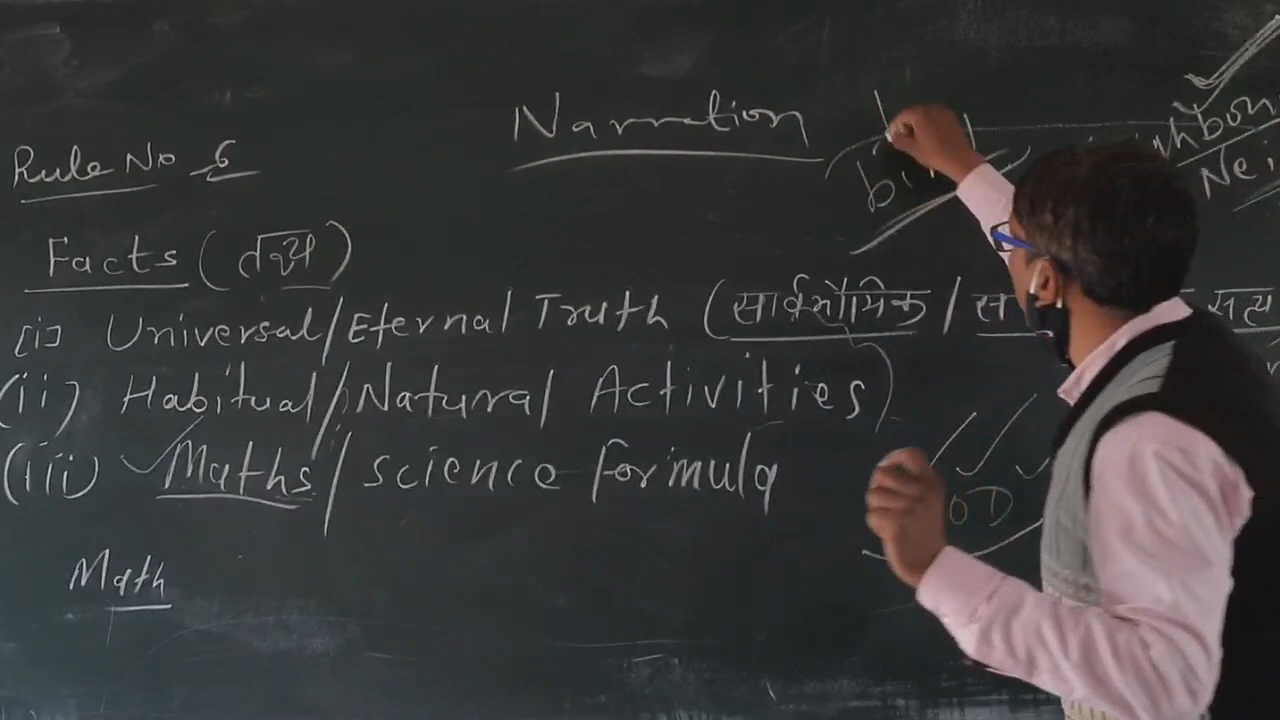 Narration
Rule No 6
Facts (तथ्य)
(i) Universal/Eternal Truth (सार्वभौमिक / स सत्य
(ii) Habitual/Natural Activities)
(iii) Maths/science formula
OD
Math